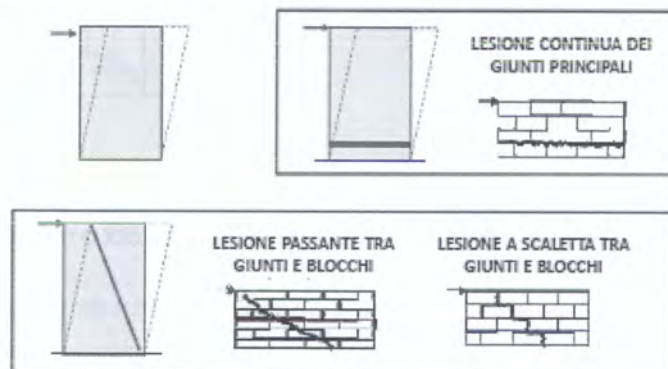 LESIONE CONTINUA DEI
GIUNTI PRINCIPALI
LESIONE PASSANTE TRA
GIUNTI E BLOCCHI
LESIONE A SCALETTA TRA
GIUNTI E BLOCCHI